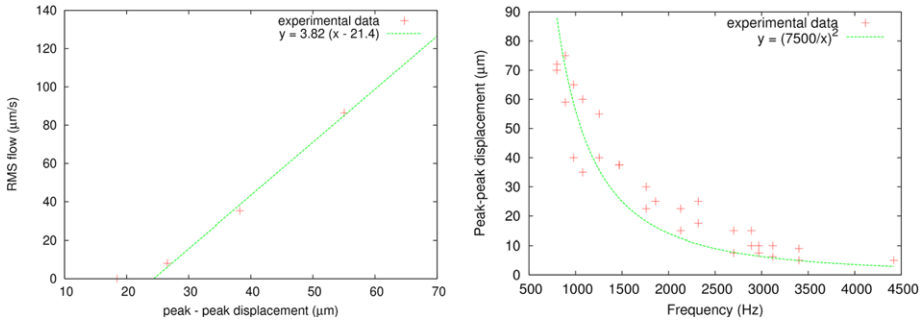 140
120
100
80
60
40
20
0
RMS flow (μm/s)
experimental data
y = 3.82 (x - 21.4)
10 20 30 40 50 60 70
peak - peak displacement (μm)
90
80
70
60
50
40
30
20
10
0
Peak-peak displacement (μm)
experimental data
y = (7500/x)²
500 1000 1500 2000 2500 3000 3500 4000 4500
Frequency (Hz)